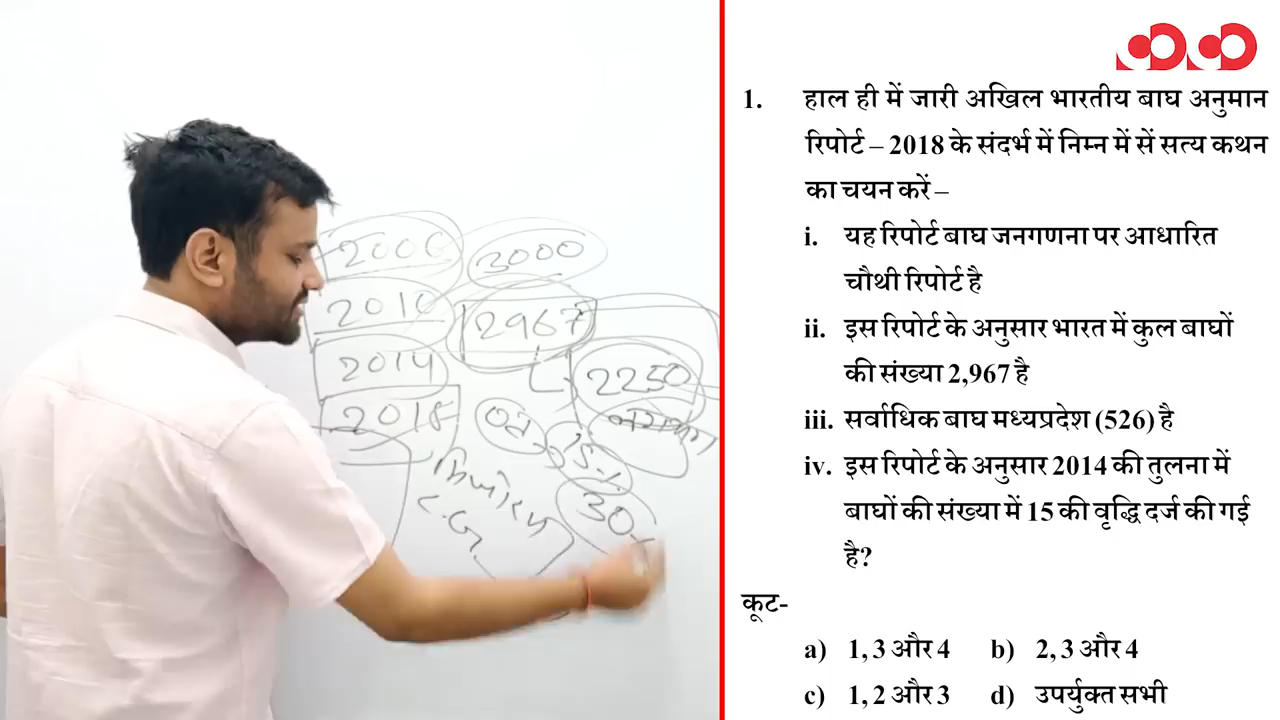 2006 3000
2010 2967
2014 2250
2018
30
1. हाल ही में जारी अखिल भारतीय बाघ अनुमान
रिपोर्ट – 2018 के संदर्भ में निम्न में सें सत्य कथन
का चयन करें –
i. यह रिपोर्ट बाघ जनगणना पर आधारित
चौथी रिपोर्ट है
ii. इस रिपोर्ट के अनुसार भारत में कुल बाघों
की संख्या 2,967 है
iii. सर्वाधिक बाघ मध्यप्रदेश (526) है
iv. इस रिपोर्ट के अनुसार 2014 की तुलना में
बाघों की संख्या में 15 की वृद्धि दर्ज की गई
है?
कूट-
a) 1, 3 और 4 b) 2, 3 और 4
c) 1, 2 और 3 d) उपर्युक्त सभी